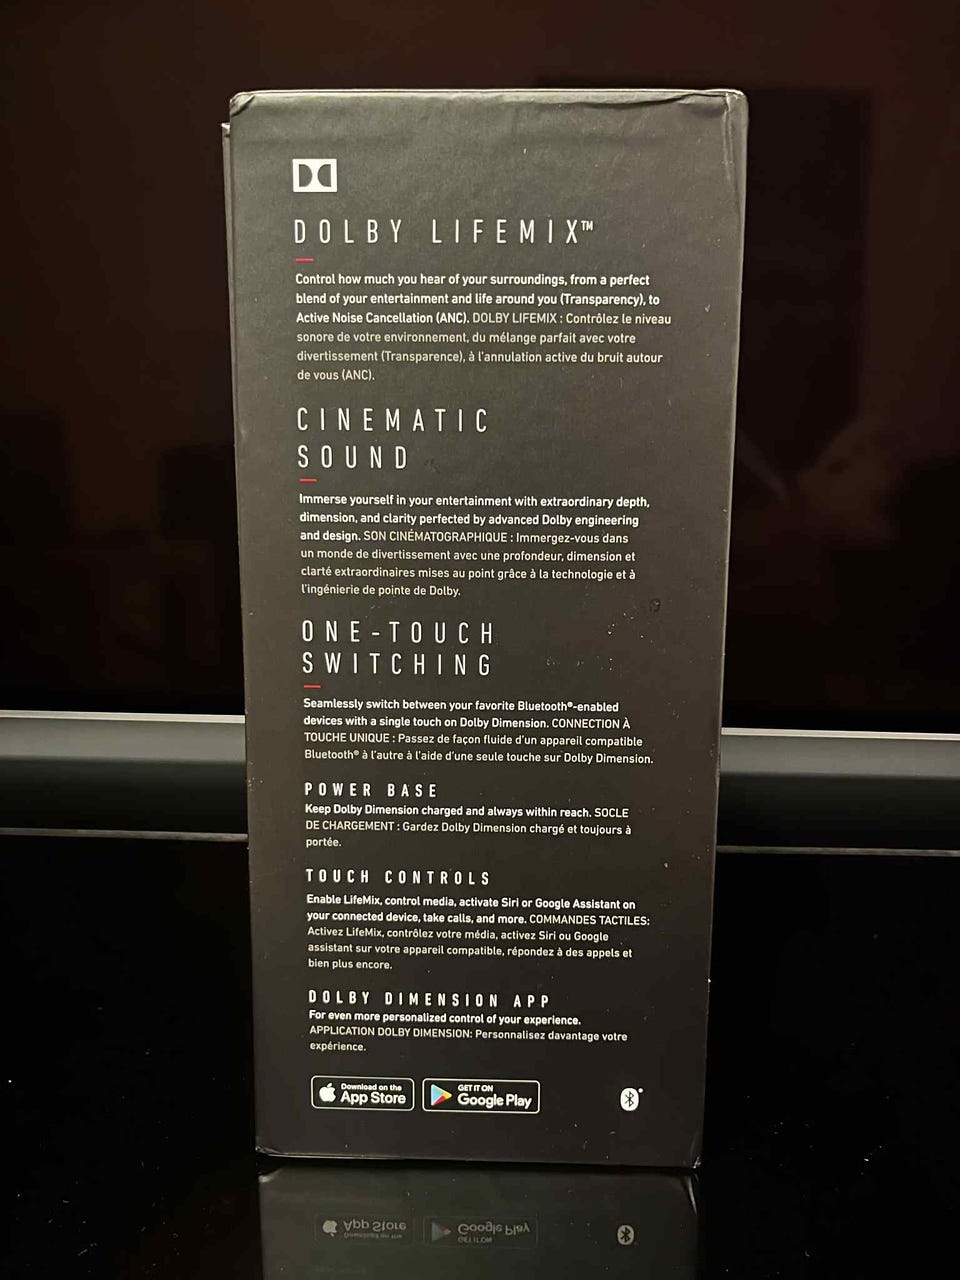 DOLBY LIFEMIX™
Control how much you hear of your surroundings, from a perfect
blend of your entertainment and life around you (Transparency), to
Active Noise Cancellation (ANC). DOLBY LIFEMIX : Contrôlez le niveau
sonore de votre environnement, du mélange parfait avec votre
divertissement (Transparence), à l'annulation active du bruit autour
de vous (ANC).
CINEMATIC
SOUND
Immerse yourself in your entertainment with extraordinary depth,
dimension, and clarity perfected by advanced Dolby engineering
and design. SON CINÉMATOGRAPHIQUE : Immergez-vous dans
un monde de divertissement avec une profondeur, dimension et
clarté extraordinaires mises au point grâce à la technologie et à
l'ingénierie de pointe de Dolby.
ONE-TOUCH
SWITCHING
Seamlessly switch between your favorite Bluetooth®-enabled
devices with a single touch on Dolby Dimension. CONNECTION À
TOUCHE UNIQUE : Passez de façon fluide d'un appareil compatible
Bluetooth® à l'autre à l'aide d'une seule touche sur Dolby Dimension.
POWER BASE
Keep Dolby Dimension charged and always within reach. SOCLE
DE CHARGEMENT : Gardez Dolby Dimension chargé et toujours à
portée.
TOUCH CONTROLS
Enable LifeMix, control media, activate Siri or Google Assistant on
your connected device, take calls, and more. COMMANDES TACTILES:
Activez LifeMix, contrôlez votre média, activez Siri ou Google
assistant sur votre appareil compatible, répondez à des appels et
bien plus encore.
DOLBY DIMENSION APP
For even more personalized control of your experience.
APPLICATION DOLBY DIMENSION: Personnalisez davantage votre
expérience.
Download on the
App Store
GET IT ON
Google Play